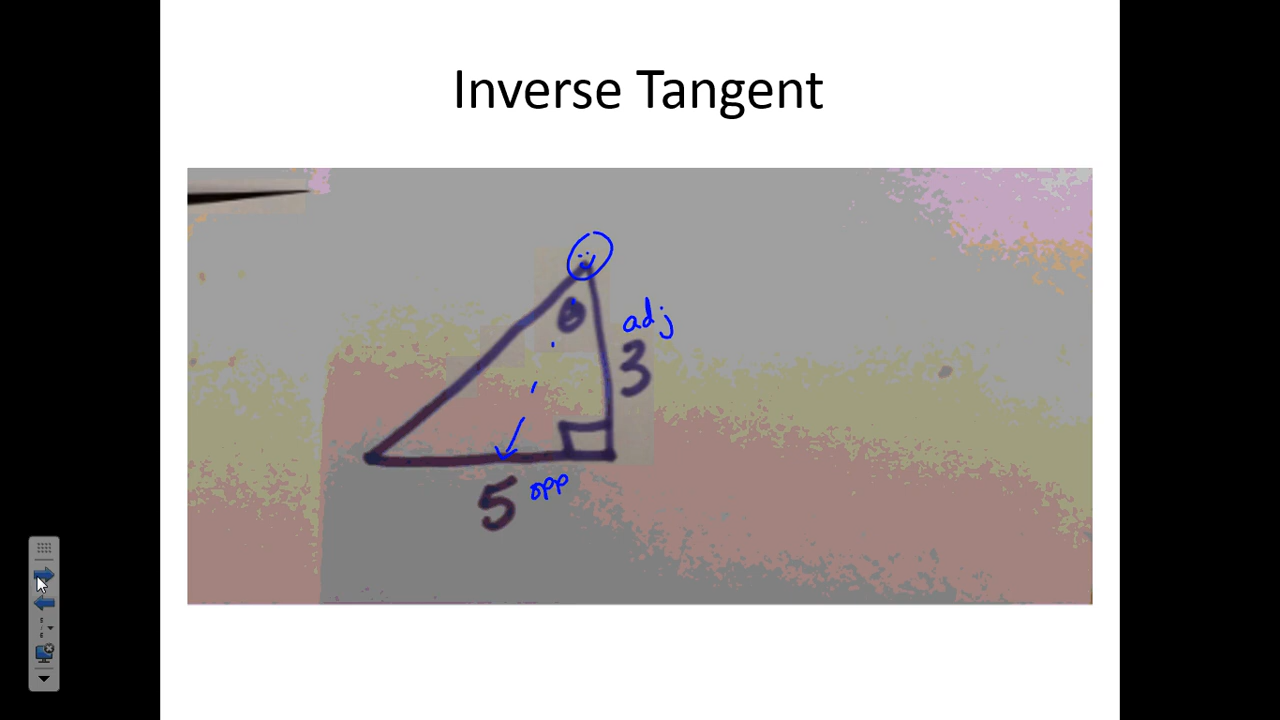 Inverse Tangent
θ
adj
3
5 opp